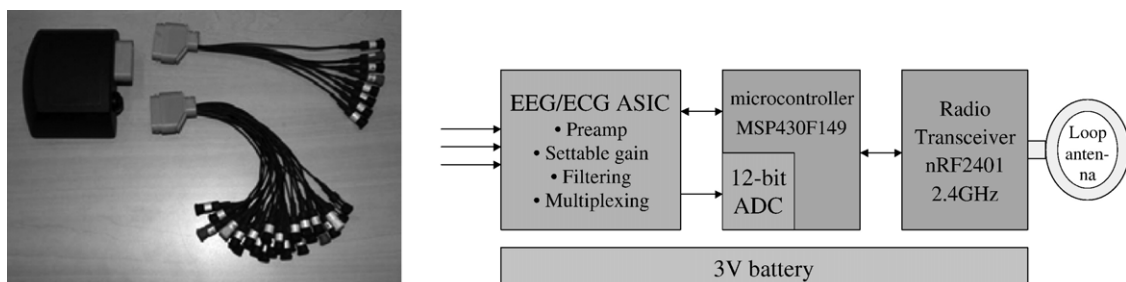 EEG/ECG ASIC
• Preamp
• Settable gain
• Filtering
• Multiplexing
microcontroller
MSP430F149
12-bit
ADC
Radio
Transceiver
nRF2401
2.4GHz
Loop
anten-
na
3V battery